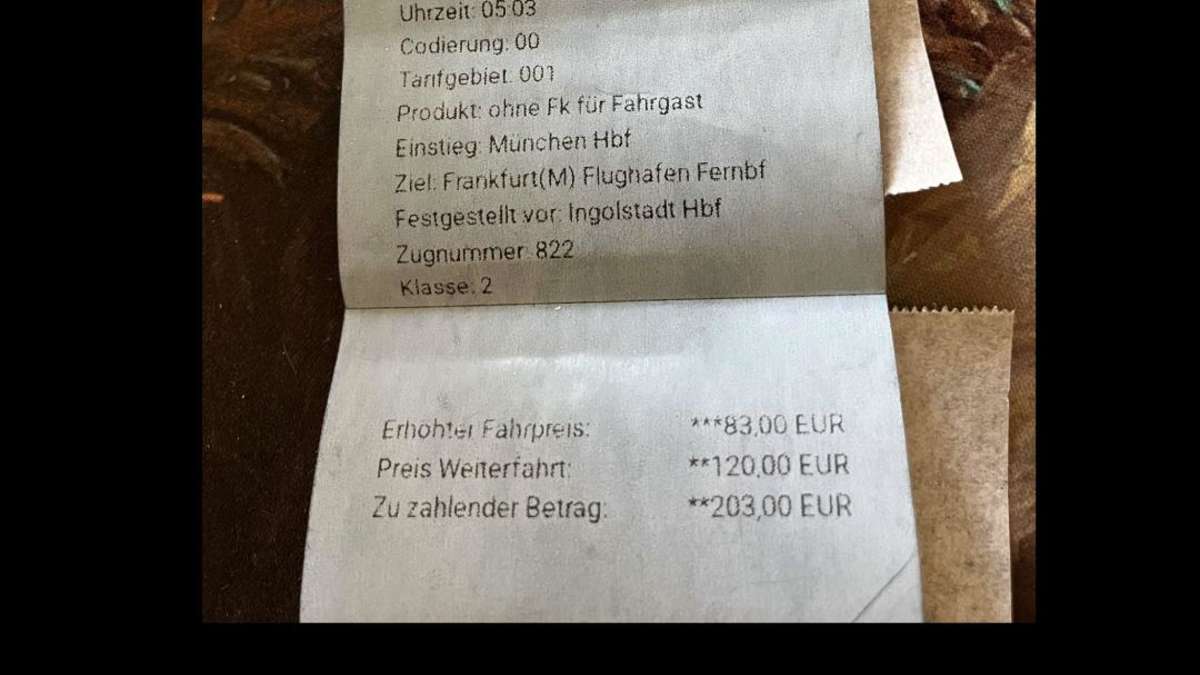 Uhrzeit: 05:03
Codierung: 00
Tarifgebiet: 001
Produkt: ohne Fk für Fahrgast
Einstieg: München Hbf
Ziel: Frankfurt(M) Flughafen Fernbf
Festgestellt vor: Ingolstadt Hbf
Zugnummer: 822
Klasse: 2
Erhöhter Fahrpreis: ***83,00 EUR
Preis Weiterfahrt: **120,00 EUR
Zu zahlender Betrag: **203,00 EUR